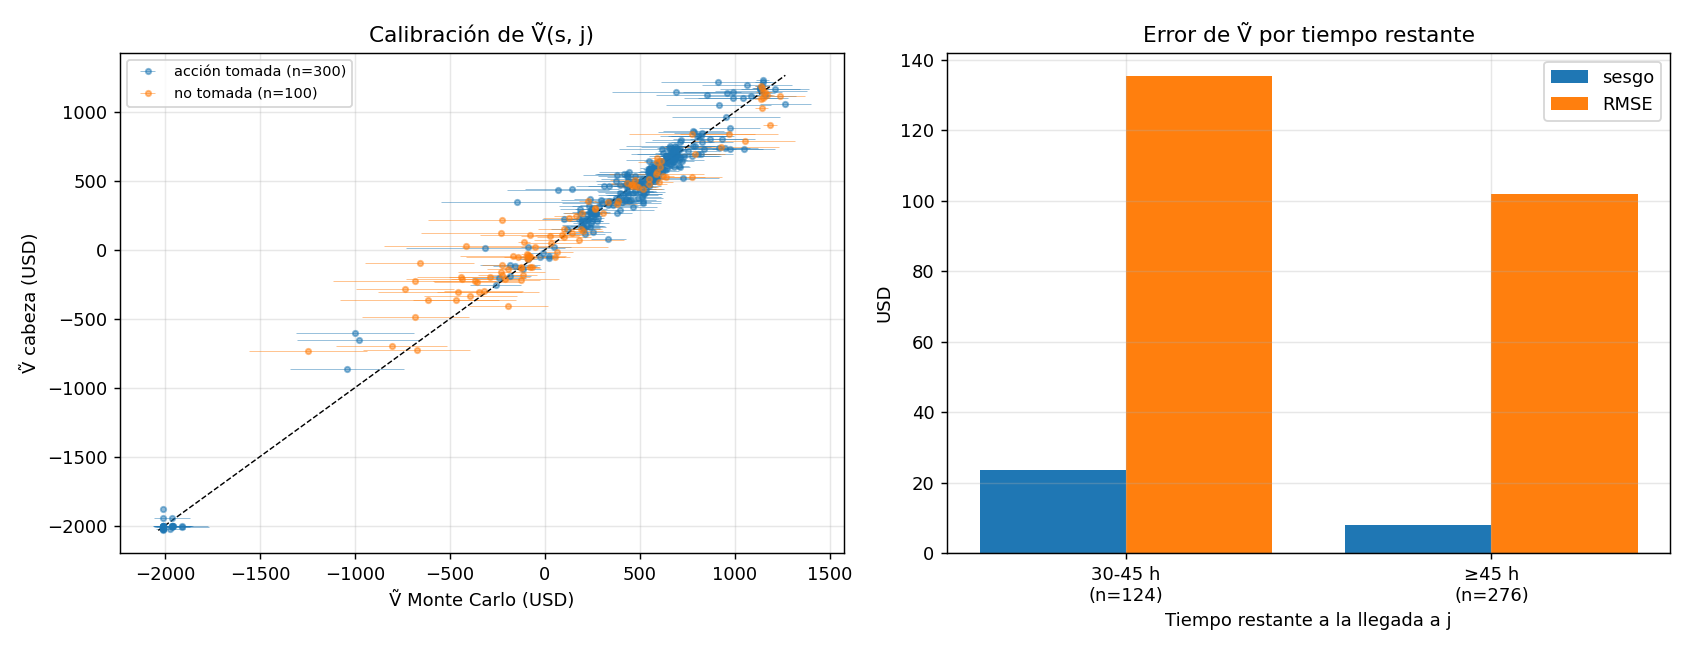 Calibración de Ṽ(s, j)
acción tomada (n=300)
no tomada (n=100)
Ṽ cabeza (USD)
1000
500
0
−500
−1000
−1500
−2000
−2000 −1500 −1000 −500 0 500 1000 1500
Ṽ Monte Carlo (USD)
Error de Ṽ por tiempo restante
sesgo
RMSE
USD
140
120
100
80
60
40
20
0
30-45 h
(n=124)
≥45 h
(n=276)
Tiempo restante a la llegada a j